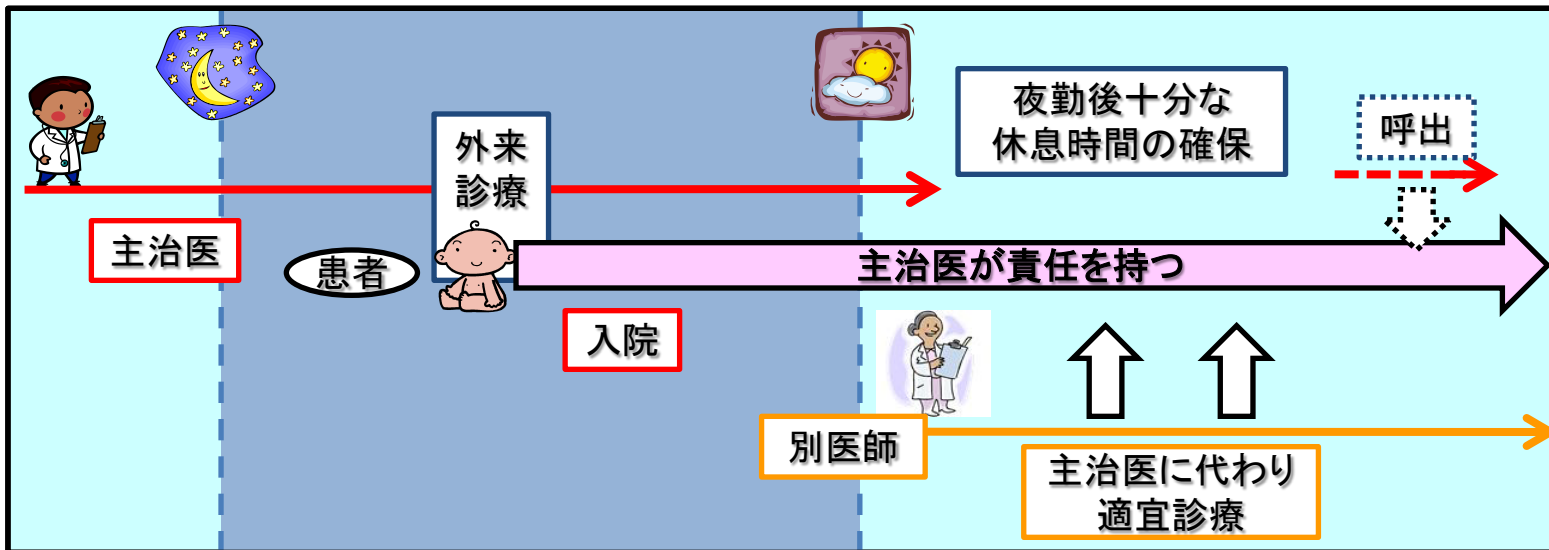 夜勤後十分な
休息時間の確保
呼出
外来
診療
主治医
患者
主治医が責任を持つ
入院
別医師
主治医に代わり
適宜診療